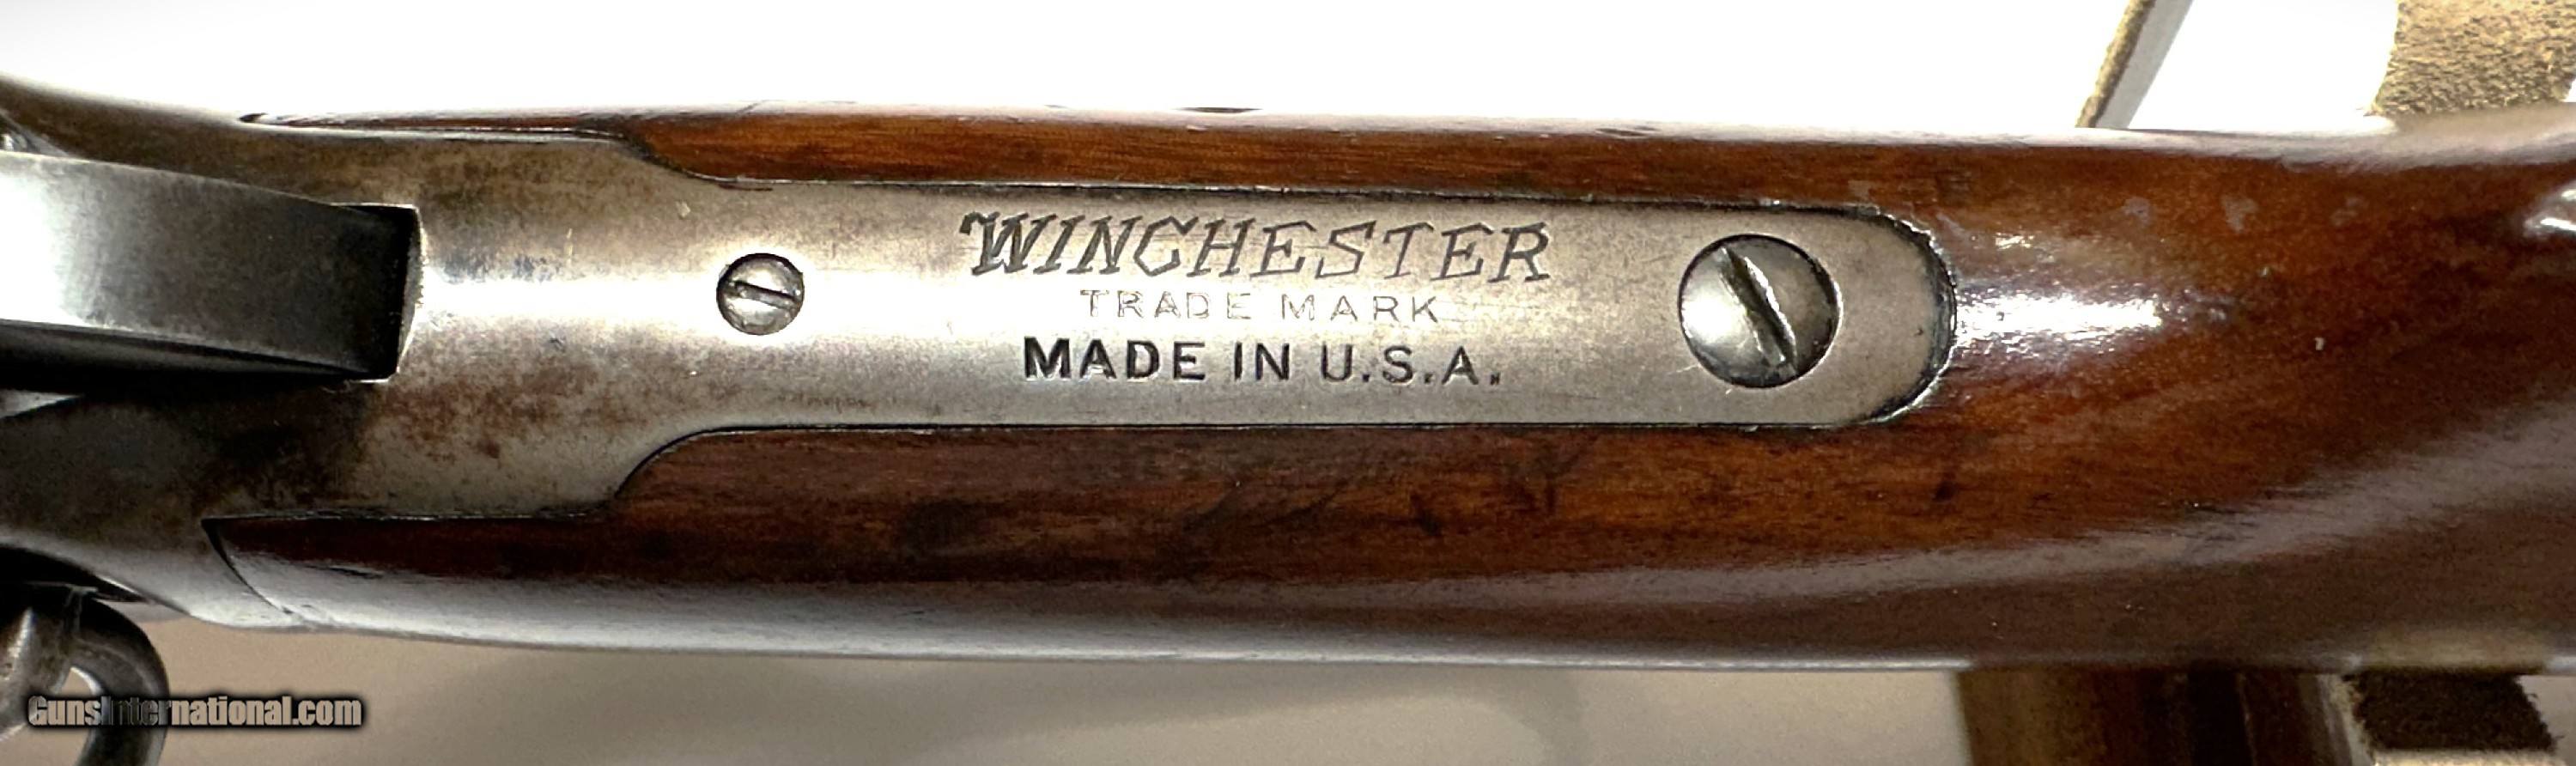 WINCHESTER
TRADE MARK
MADE IN U.S.A.
GunsInternational.com